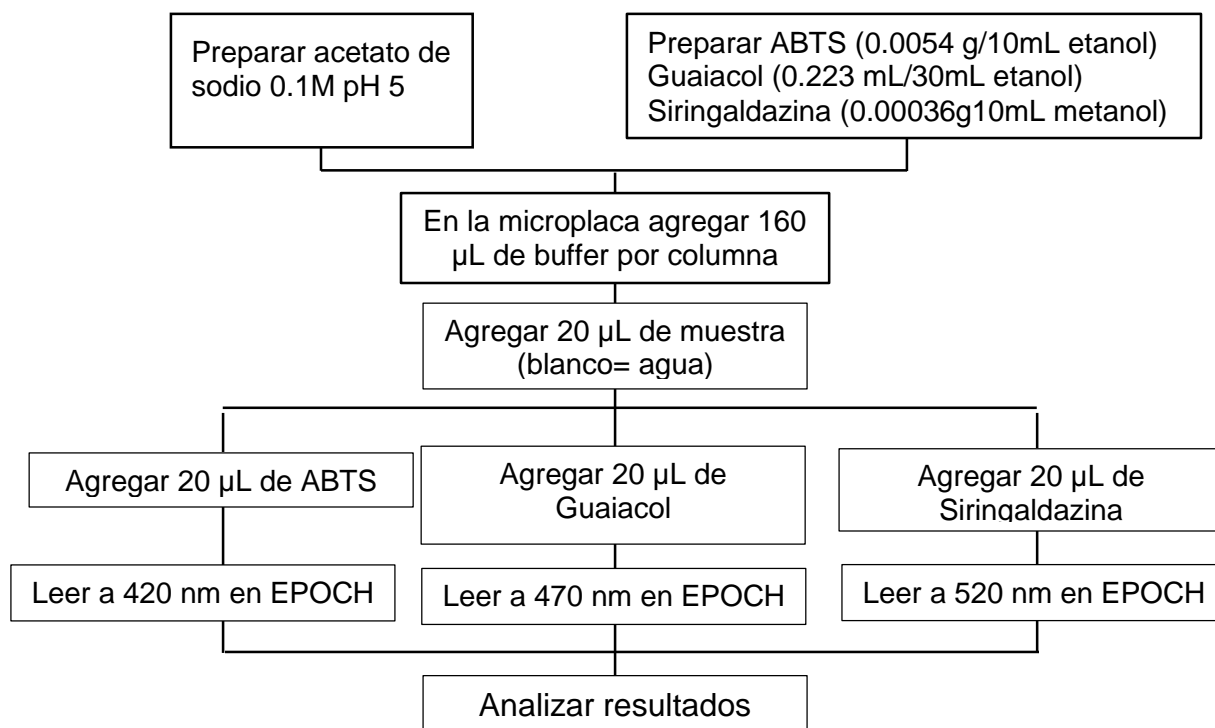 Preparar acetato de
sodio 0.1M pH 5
Preparar ABTS (0.0054 g/10mL etanol)
Guaiacol (0.223 mL/30mL etanol)
Siringaldazina (0.00036g10mL metanol)
En la microplaca agregar 160
µL de buffer por columna
Agregar 20 µL de muestra
(blanco= agua)
Agregar 20 µL de ABTS
Agregar 20 µL de
Guaiacol
Agregar 20 µL de
Siringaldazina
Leer a 420 nm en EPOCH
Leer a 470 nm en EPOCH
Leer a 520 nm en EPOCH
Analizar resultados